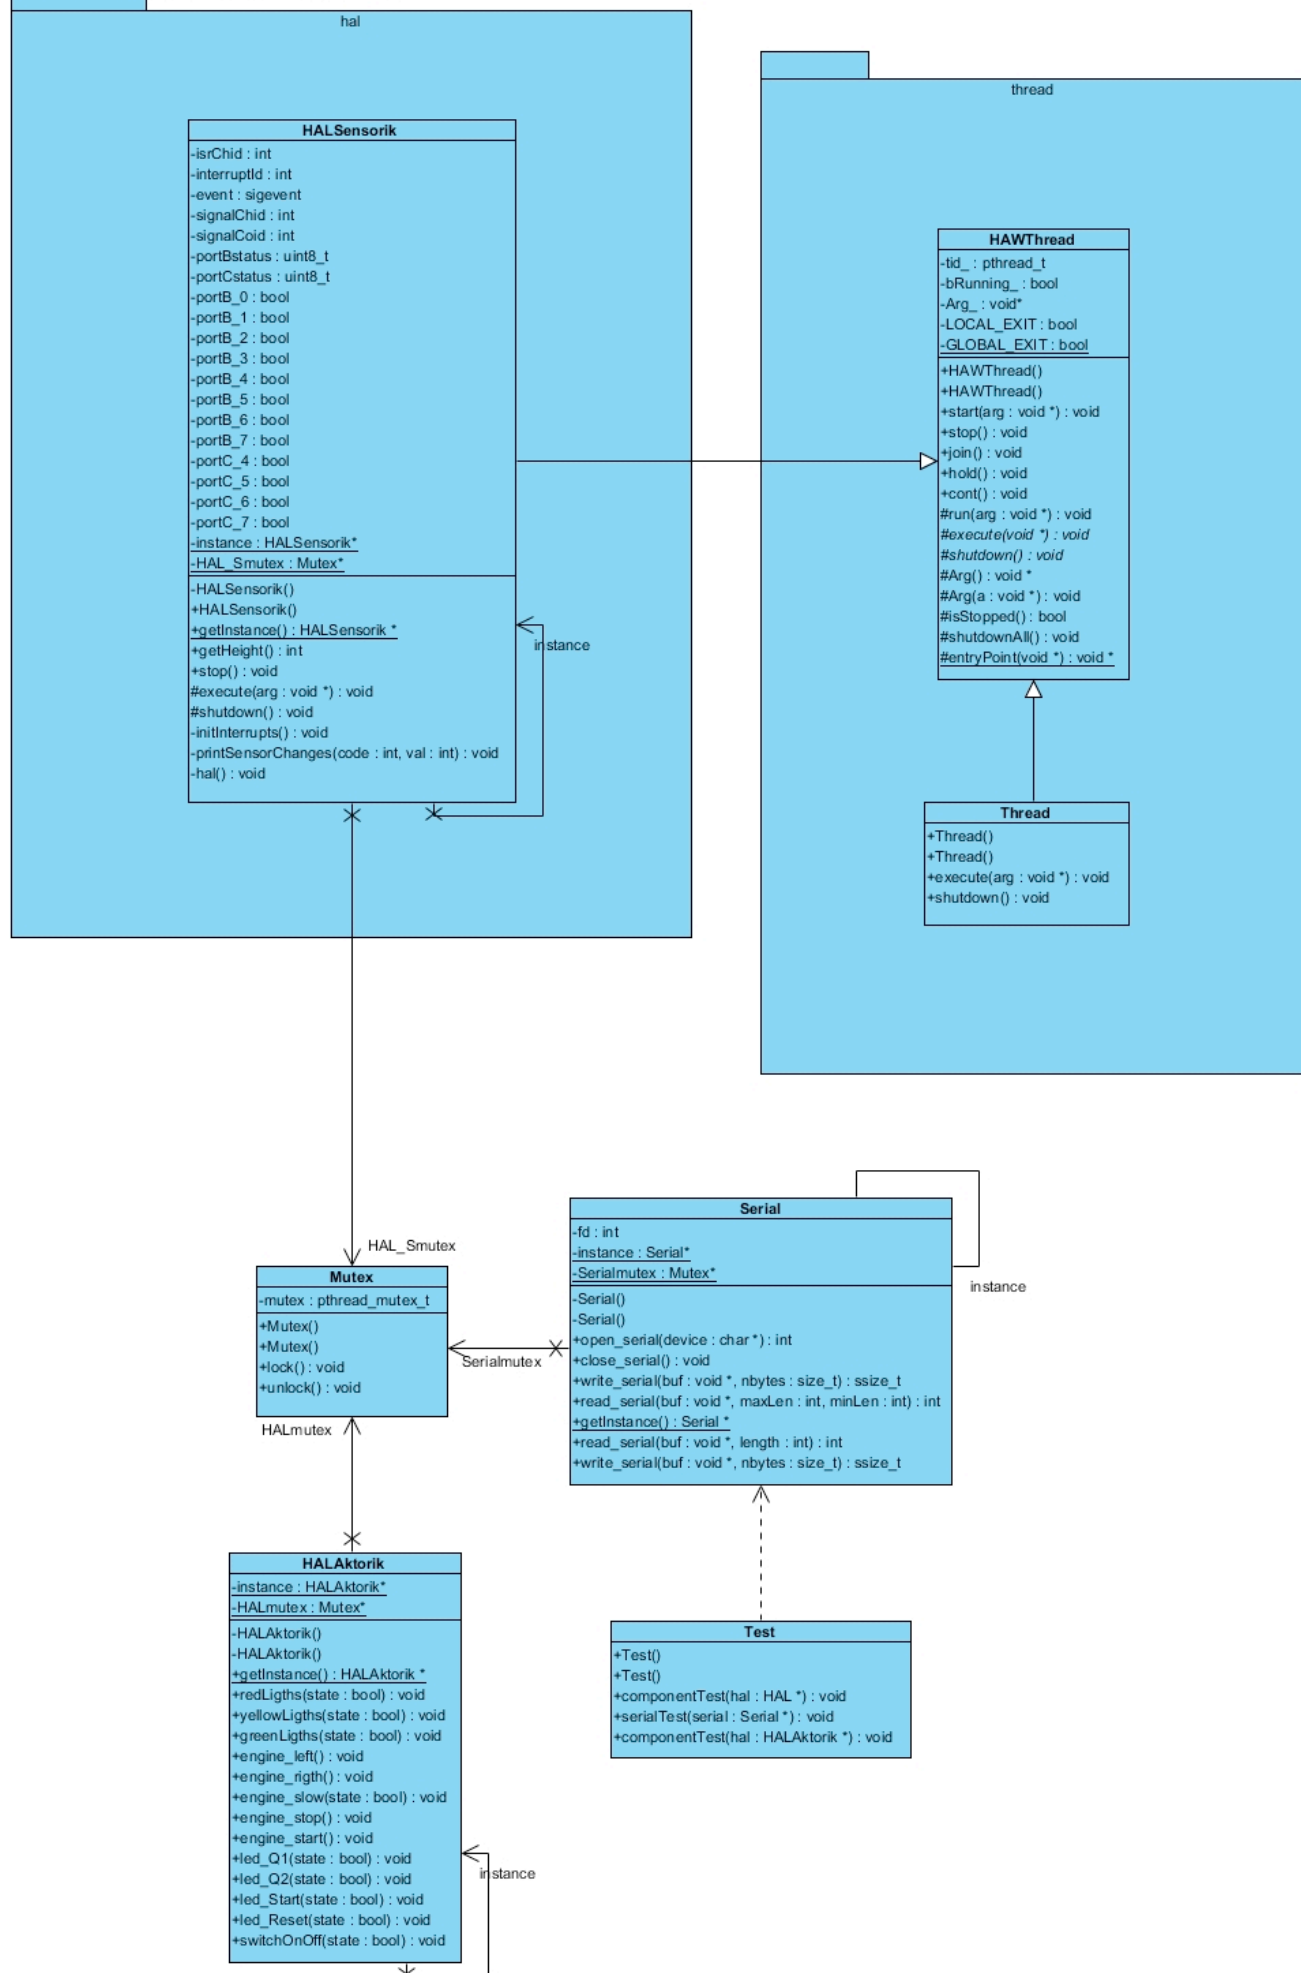 hal
HALSensorik
-isrChid : int
-interruptId : int
-event : sigevent
-signalChid : int
-signalCoid : int
-portBstatus : uint8_t
-portCstatus : uint8_t
-portB_0 : bool
-portB_1 : bool
-portB_2 : bool
-portB_3 : bool
-portB_4 : bool
-portB_5 : bool
-portB_6 : bool
-portB_7 : bool
-portC_4 : bool
-portC_5 : bool
-portC_6 : bool
-portC_7 : bool
-instance : HALSensorik*
-HAL_Smutex : Mutex*
-HALSensorik()
+HALSensorik()
+getInstance() : HALSensorik *
+getHeight() : int
+stop() : void
#execute(arg : void *) : void
#shutdown() : void
-initInterrupts() : void
-printSensorChanges(code : int, val : int) : void
-hal() : void
instance
thread
HAWThread
-tid_ : pthread_t
-bRunning_ : bool
-Arg_ : void*
-LOCAL_EXIT : bool
-GLOBAL_EXIT : bool
+HAWThread()
+HAWThread()
+start(arg : void *) : void
+stop() : void
+join() : void
+hold() : void
+cont() : void
#run(arg : void *) : void
#execute(void *) : void
#shutdown() : void
#Arg() : void *
#Arg(a : void *) : void
#isStopped() : bool
#shutdownAll() : void
#entryPoint(void *) : void *
Thread
+Thread()
+Thread()
+execute(arg : void *) : void
+shutdown() : void
HAL_Smutex
Mutex
-mutex : pthread_mutex_t
+Mutex()
+Mutex()
+lock() : void
+unlock() : void
HALmutex
Serialmutex
Serial
-fd : int
-instance : Serial*
-Serialmutex : Mutex*
-Serial()
-Serial()
+open_serial(device : char *) : int
+close_serial() : void
+write_serial(buf : void *, nbytes : size_t) : ssize_t
+read_serial(buf : void *, maxLen : int, minLen : int) : int
+getInstance() : Serial *
+read_serial(buf : void *, length : int) : int
+write_serial(buf : void *, nbytes : size_t) : ssize_t
instance
HALAktorik
-instance : HALAktorik*
-HALmutex : Mutex*
-HALAktorik()
-HALAktorik()
+getInstance() : HALAktorik *
+redLigths(state : bool) : void
+yellowLigths(state : bool) : void
+greenLigths(state : bool) : void
+engine_left() : void
+engine_rigth() : void
+engine_slow(state : bool) : void
+engine_stop() : void
+engine_start() : void
+led_Q1(state : bool) : void
+led_Q2(state : bool) : void
+led_Start(state : bool) : void
+led_Reset(state : bool) : void
+switchOnOff(state : bool) : void
instance
Test
+Test()
+Test()
+componentTest(hal : HAL *) : void
+serialTest(serial : Serial *) : void
+componentTest(hal : HALAktorik *) : void